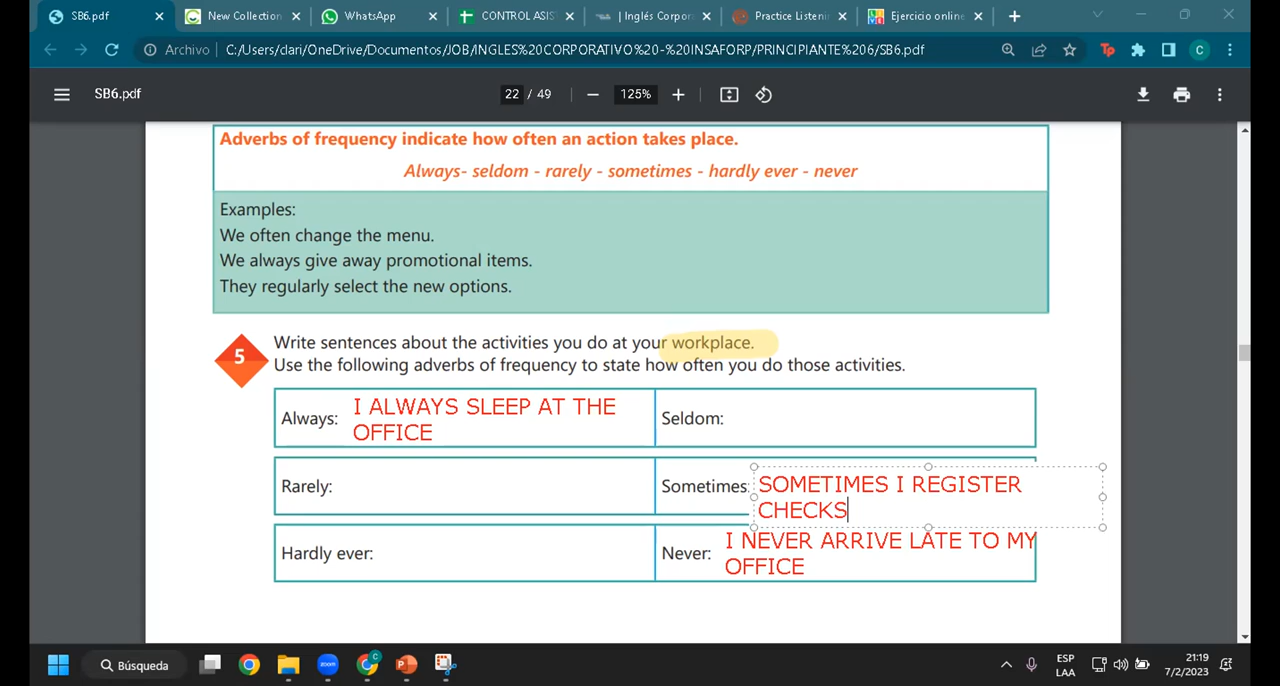 SB6.pdf
New Collection
WhatsApp
CONTROL ASIS
| Inglés Corpor
Practice Listenin
Ejercicio online
Archivo
C:/Users/clari/OneDrive/Documentos/JOB/INGLES%20CORPORATIVO%20-%20INSAFORP/PRINCIPIANTE%206/SB6.pdf
Tp
C
SB6.pdf
22 / 49
125%
Adverbs of frequency indicate how often an action takes place.
Always- seldom - rarely - sometimes - hardly ever - never
Examples:
We often change the menu.
We always give away promotional items.
They regularly select the new options.
5
Write sentences about the activities you do at your workplace.
Use the following adverbs of frequency to state how often you do those activities.
Always: I ALWAYS SLEEP AT THE
OFFICE
Seldom:
Rarely:
Sometimes: SOMETIMES I REGISTER
CHECKS
Hardly ever:
Never: I NEVER ARRIVE LATE TO MY
OFFICE
Búsqueda
zoom
C
P
ESP
LAA
21:19
7/2/2023